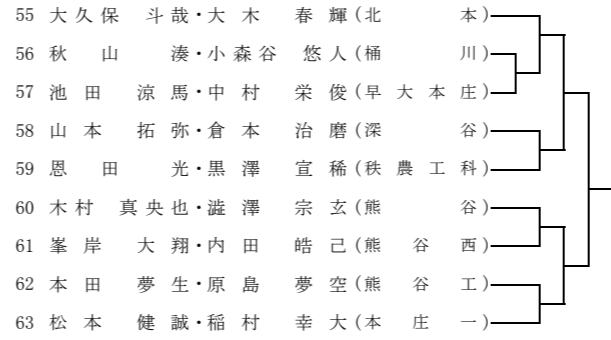 55 大久保 斗哉・大木 春輝(北本)
56 秋山 湊・小森谷 悠人(桶川)
57 池田 涼馬・中村 栄俊(早大本庄)
58 山本 拓弥・倉本 治磨(深谷)
59 恩田 光・黒澤 宣稀(秩農工科)
60 木村 真央也・澁澤 宗玄(熊谷)
61 峯岸 大翔・内田 皓己(熊谷西)
62 本田 夢生・原島 夢空(熊谷工)
63 松本 健誠・稲村 幸大(本庄一)